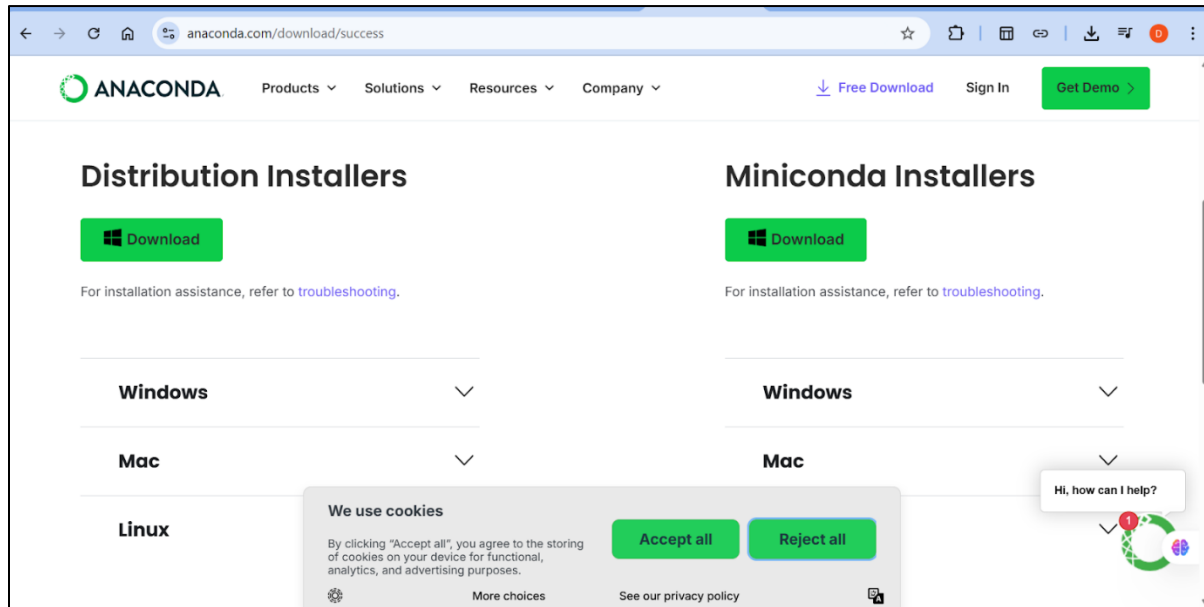 anaconda.com/download/success
D
ANACONDA
Products
Solutions
Resources
Company
Free Download
Sign In
Get Demo
Distribution Installers
Download
For installation assistance, refer to troubleshooting.
Windows
Mac
Linux
Miniconda Installers
Download
For installation assistance, refer to troubleshooting.
Windows
Mac
Hi, how can I help?
1
We use cookies
By clicking “Accept all”, you agree to the storing
of cookies on your device for functional,
analytics, and advertising purposes.
Accept all
Reject all
More choices
See our privacy policy